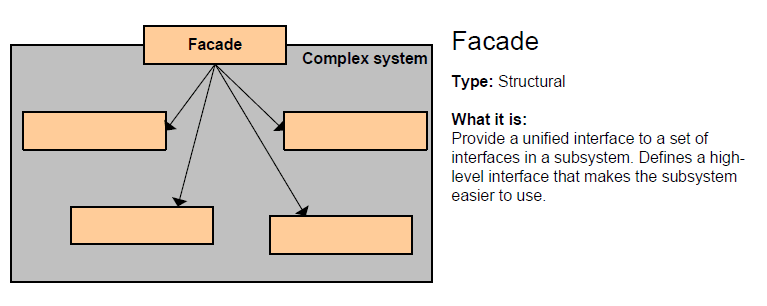 Facade
Complex system
Facade
Type: Structural
What it is:
Provide a unified interface to a set of
interfaces in a subsystem. Defines a high-
level interface that makes the subsystem
easier to use.